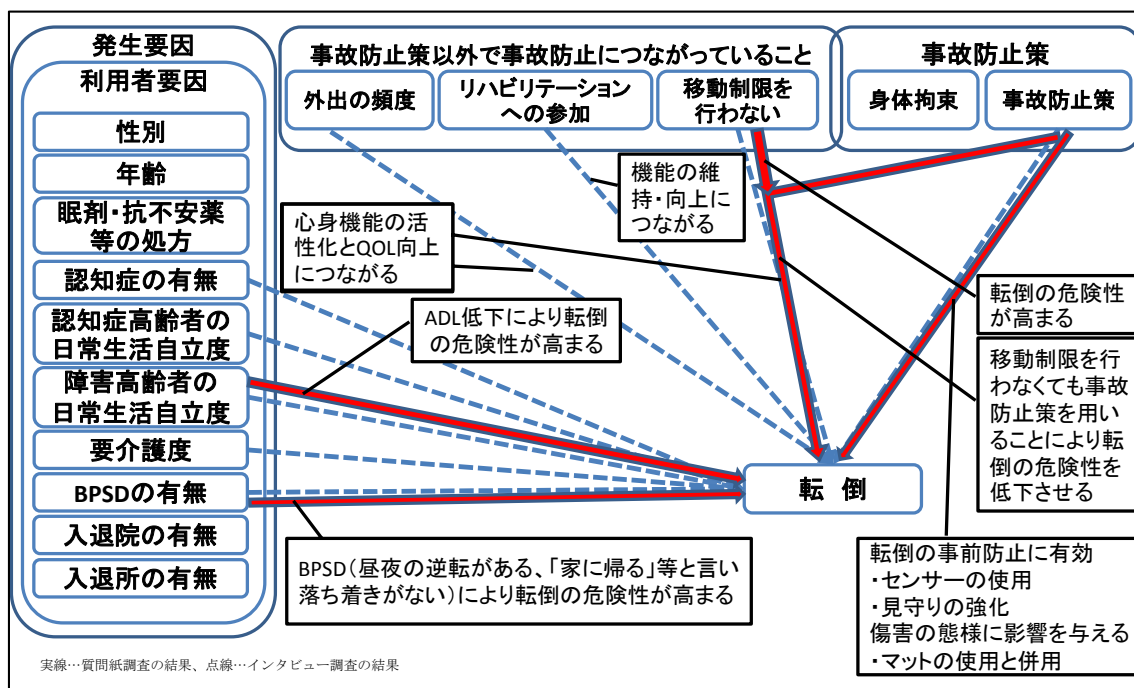 発生要因
利用者要因
性別
年齢
眠剤・抗不安薬
等の処方
認知症の有無
認知症高齢者の
日常生活自立度
障害高齢者の
日常生活自立度
要介護度
BPSDの有無
入退院の有無
入退所の有無
事故防止策以外で事故防止につながっていること
外出の頻度
リハビリテーション
への参加
移動制限を
行わない
事故防止策
身体拘束
事故防止策
機能の維
持・向上に
つながる
心身機能の活
性化とQOL向上
につながる
ADL低下により転倒
の危険性が高まる
転倒の危険性
が高まる
移動制限を行
わなくても事故
防止策を用い
ることにより転
倒の危険性を
低下させる
転 倒
BPSD（昼夜の逆転がある、「家に帰る」等と言い
落ち着きがない）により転倒の危険性が高まる
転倒の事前防止に有効
・センサーの使用
・見守りの強化
傷害の態様に影響を与える
・マットの使用と併用
実線…質問紙調査の結果、点線…インタビュー調査の結果